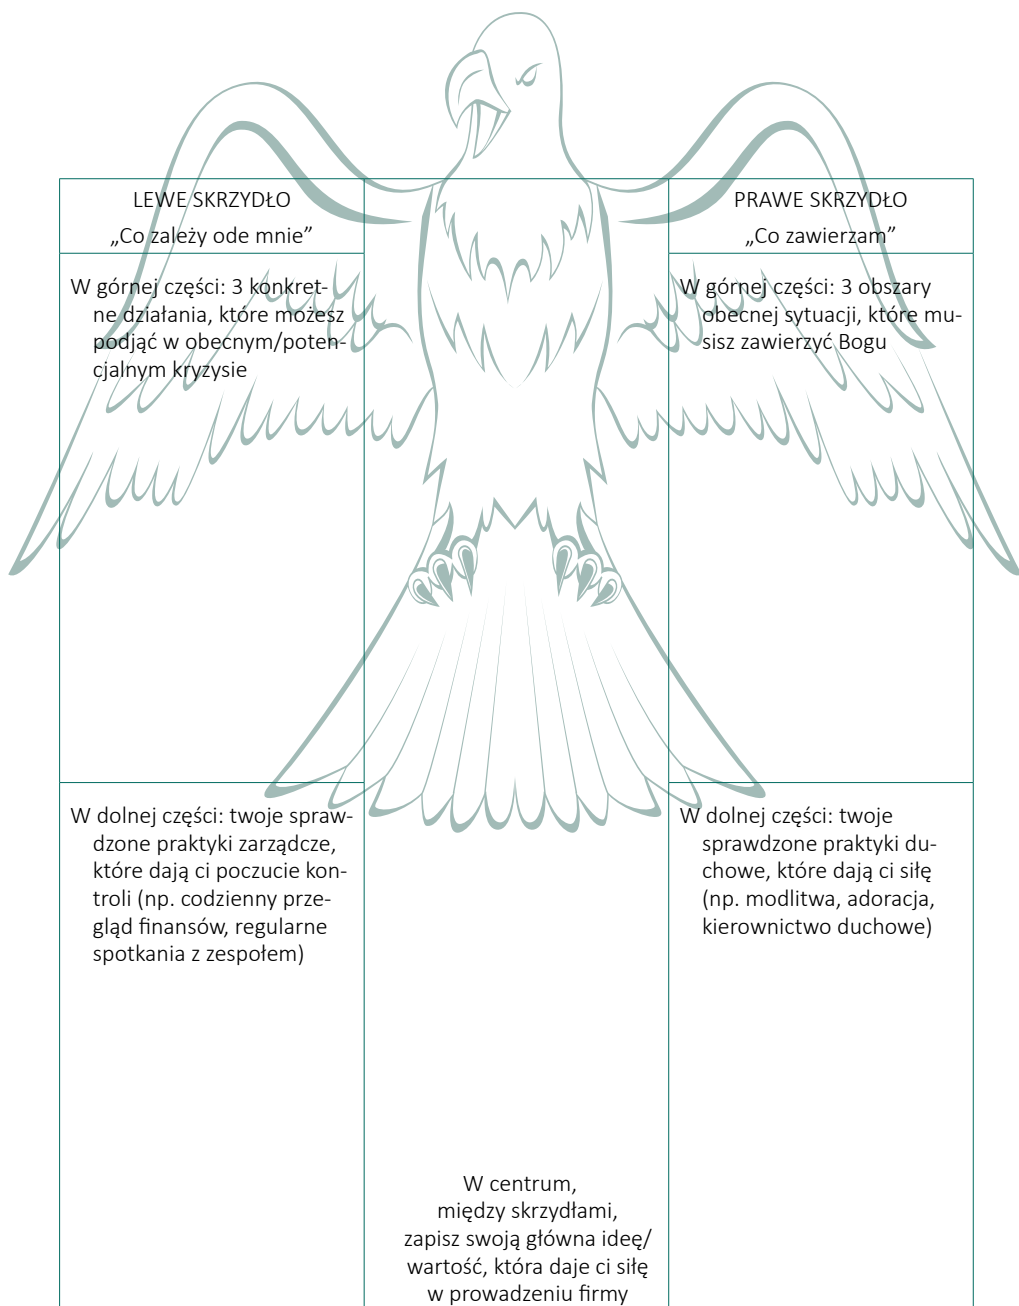 LEWE SKRZYDŁO
„Co zależy ode mnie”
W górnej części: 3 konkret-
ne działania, które możesz
podjąć w obecnym/poten-
cjalnym kryzysie
W dolnej części: twoje spraw-
dzone praktyki zarządcze,
które dają ci poczucie kon-
troli (np. codzienny prze-
gląd finansów, regularne
spotkania z zespołem)
W centrum,
między skrzydłami,
zapisz swoją główna ideę/
wartość, która daje ci siłę
w prowadzeniu firmy
PRAWE SKRZYDŁO
„Co zawierzam”
W górnej części: 3 obszary
obecnej sytuacji, które mu-
sisz zawierzyć Bogu
W dolnej części: twoje
sprawdzone praktyki du-
chowe, które dają ci siłę
(np. modlitwa, adoracja,
kierownictwo duchowe)